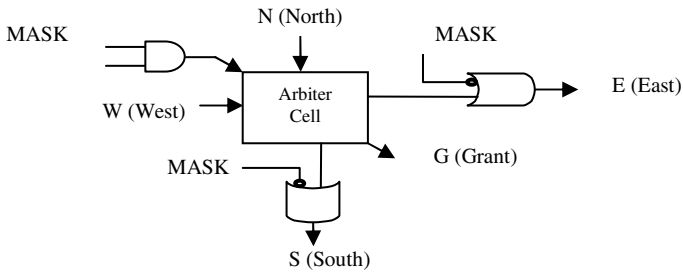 N (North)
MASK
MASK
E (East)
Arbiter
Cell
W (West)
G (Grant)
MASK
S (South)